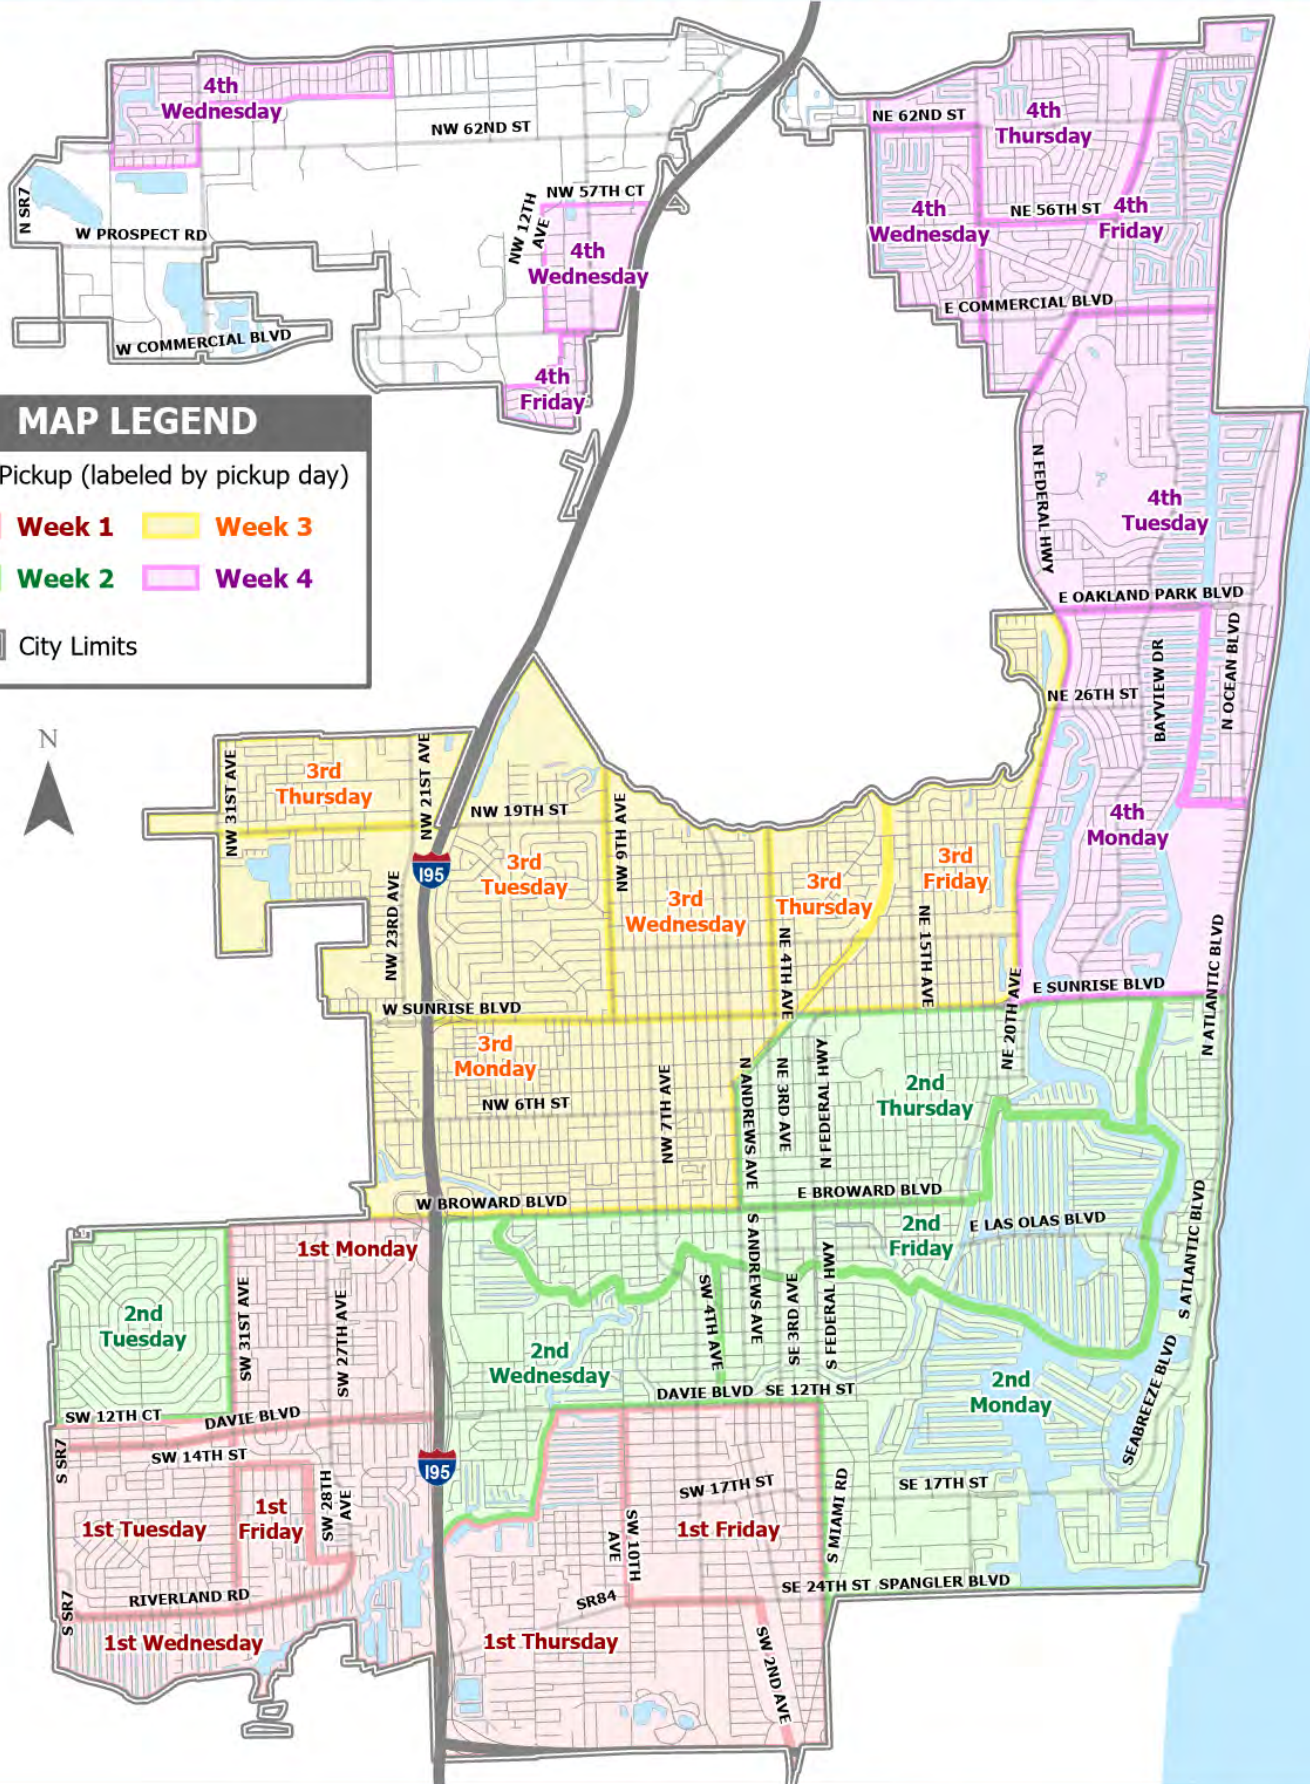 4th
Wednesday
NW 62ND ST
N SR7
W PROSPECT RD
NW 12TH
AVE
NW 57TH CT
4th
Wednesday
W COMMERCIAL BLVD
4th
Friday
NE 62ND ST
4th
Thursday
4th
Wednesday
NE 56TH ST
4th
Friday
E COMMERCIAL BLVD
MAP LEGEND
Pickup (labeled by pickup day)
Week 1
Week 3
Week 2
Week 4
City Limits
N FEDERAL HWY
4th
Tuesday
E OAKLAND PARK BLVD
BAYVIEW DR
N OCEAN BLVD
NE 26TH ST
N
NW 31ST AVE
3rd
Thursday
NW 21ST AVE
NW 19TH ST
NW 9TH AVE
4th
Monday
I95
3rd
Tuesday
3rd
Wednesday
3rd
Thursday
3rd
Friday
NW 23RD AVE
NE 4TH AVE
NE 15TH AVE
N ATLANTIC BLVD
W SUNRISE BLVD
E SUNRISE BLVD
NE 20TH AVE
3rd
Monday
NW 6TH ST
NW 7TH AVE
N ANDREWS AVE
NE 3RD AVE
N FEDERAL HWY
2nd
Thursday
W BROWARD BLVD
E BROWARD BLVD
1st Monday
2nd
Friday
E LAS OLAS BLVD
S ATLANTIC BLVD
2nd
Tuesday
SW 31ST AVE
SW 27TH AVE
S ANDREWS AVE
SW 4TH AVE
SE 3RD AVE
S FEDERAL HWY
2nd
Wednesday
2nd
Monday
SEABREEZE BLVD
DAVIE BLVD
SE 12TH ST
SW 12TH CT
DAVIE BLVD
S SR7
SW 14TH ST
I95
SW 28TH
AVE
1st Tuesday
1st
Friday
SW 17TH ST
SE 17TH ST
1st Friday
SW 10TH
AVE
S MIAMI RD
S SR7
RIVERLAND RD
SR84
SE 24TH ST
SPANGLER BLVD
1st Wednesday
1st Thursday
SW 2ND AVE